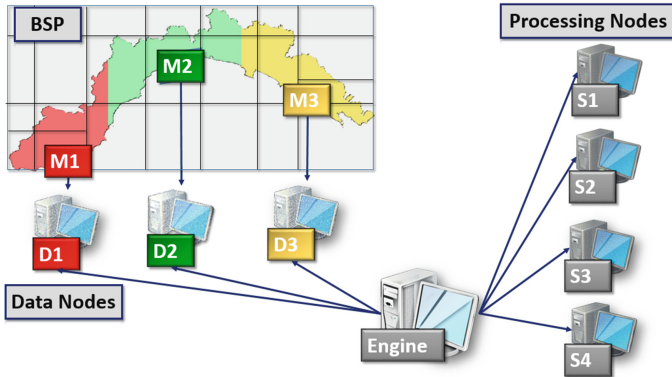 BSP
Processing Nodes
M2
M3
M1
S1
S2
S3
S4
D1
D2
D3
Data Nodes
Engine